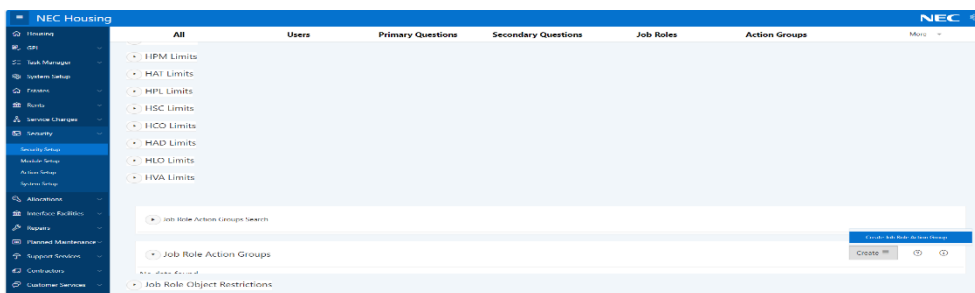 NEC Housing
NEC
Housing
All
Users
Primary Questions
Secondary Questions
Job Roles
Action Groups
More
GPI
Task Manager
System Setup
Estates
Rents
Service Charges
Security
Security Setup
Module Setup
Action Setup
System Setup
Allocations
Interface Facilities
Repairs
Planned Maintenance
Support Services
Contractors
Customer Services
HPM Limits
HAT Limits
HPL Limits
HSC Limits
HCO Limits
HAD Limits
HLO Limits
HVA Limits
Job Role Action Groups Search
Create Job Role Action Group
Job Role Action Groups
Create
No data found
Job Role Object Restrictions